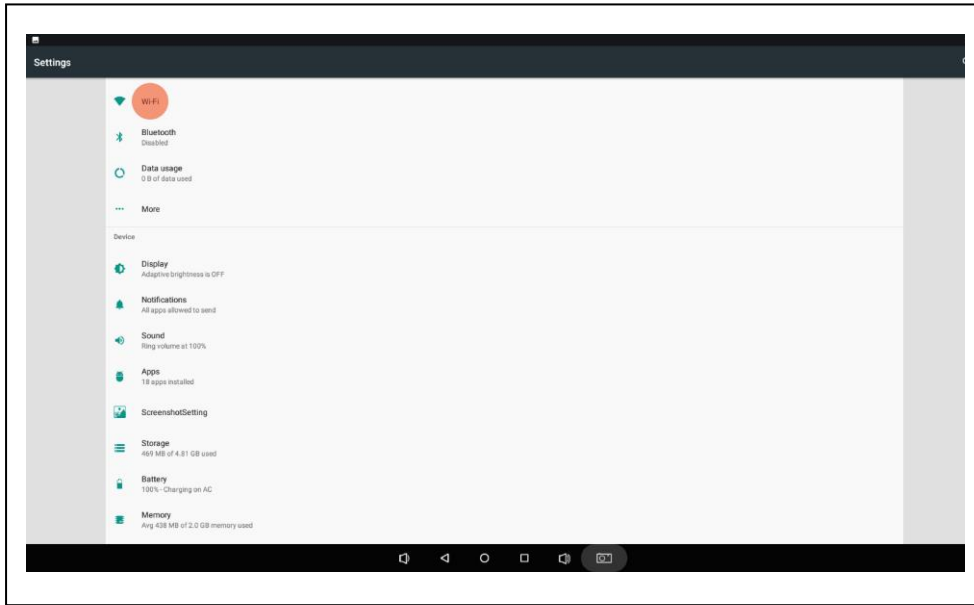 Settings
Wi-Fi
Bluetooth
Disabled
Data usage
0 B of data used
More
Device
Display
Adaptive brightness is OFF
Notifications
All apps allowed to send
Sound
Ring volume at 100%
Apps
18 apps installed
ScreenshotSetting
Storage
469 MB of 4.81 GB used
Battery
100% - Charging on AC
Memory
Avg 438 MB of 2.0 GB memory used